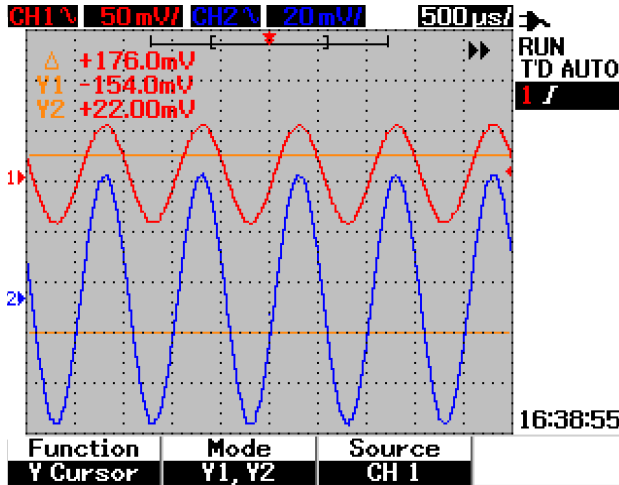 CH1∿ 50mV/ CH2∿ 20mV/ 500µs/
RUN
T'D AUTO
1
Δ +176.0mV
Y1 -154.0mV
Y2 +22.00mV
1
2
16:38:55
Function Mode Source
Y Cursor Y1, Y2 CH 1